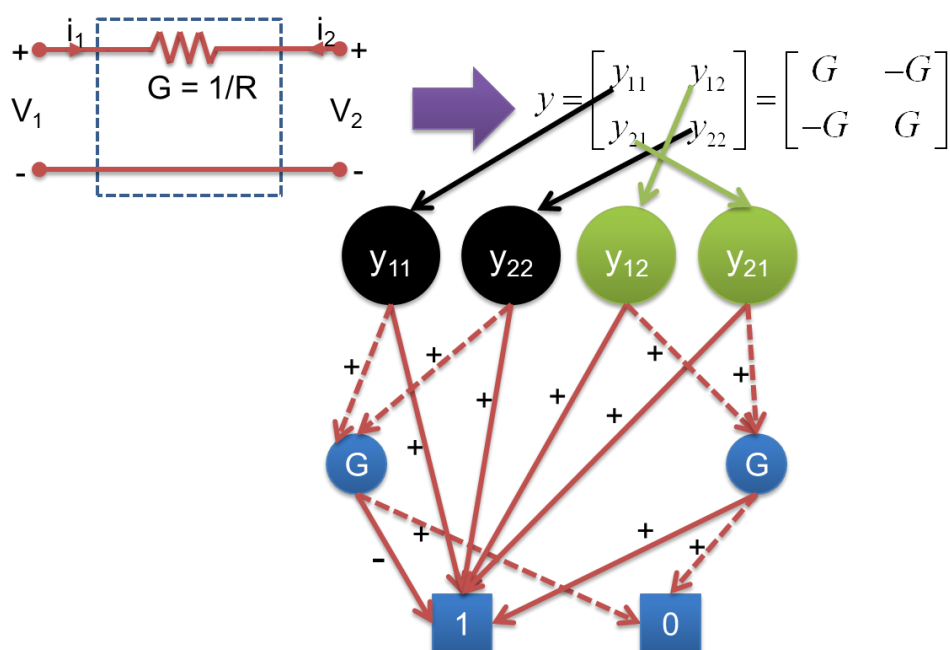 i1 i2
+ +
G = 1/R
V1 V2
- -
y = [ y11 y12 ] = [ G -G ]
[ y21 y22 ] [ -G G ]
y11 y22 y12 y21
+ + + +
+ + + +
G G
- + + +
1 0